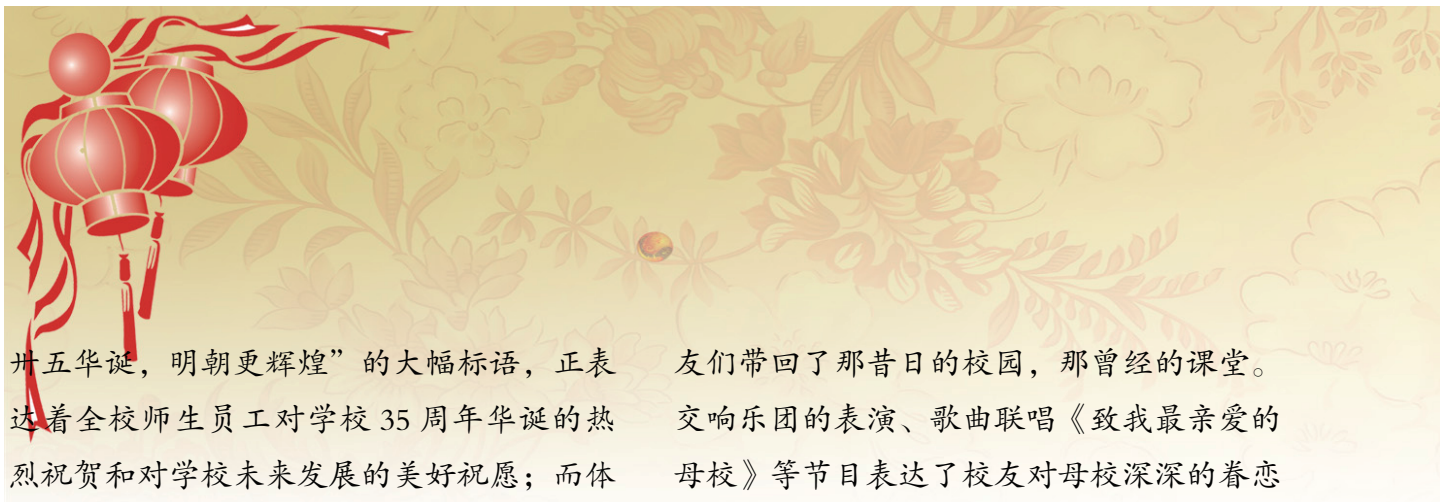 卅五华诞，明朝更辉煌”的大幅标语，正表
达着全校师生员工对学校 35 周年华诞的热
烈祝贺和对学校未来发展的美好祝愿；而体
友们带回了那昔日的校园，那曾经的课堂。
交响乐团的表演、歌曲联唱《致我最亲爱的
母校》等节目表达了校友对母校深深的眷恋